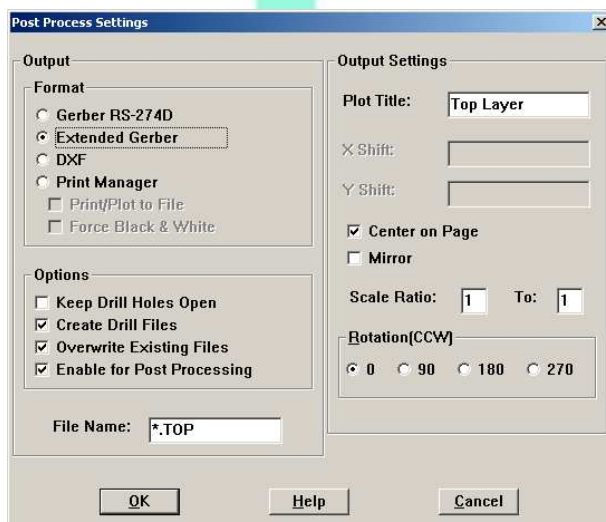 Post Process Settings
Output
Format
Gerber RS-274D
Extended Gerber
DXF
Print Manager
Print/Plot to File
Force Black & White
Options
Keep Drill Holes Open
Create Drill Files
Overwrite Existing Files
Enable for Post Processing
File Name: *.TOP
Output Settings
Plot Title: Top Layer
X Shift:
Y Shift:
Center on Page
Mirror
Scale Ratio: 1 To: 1
Rotation(CCW)
0 90 180 270
OK Help Cancel